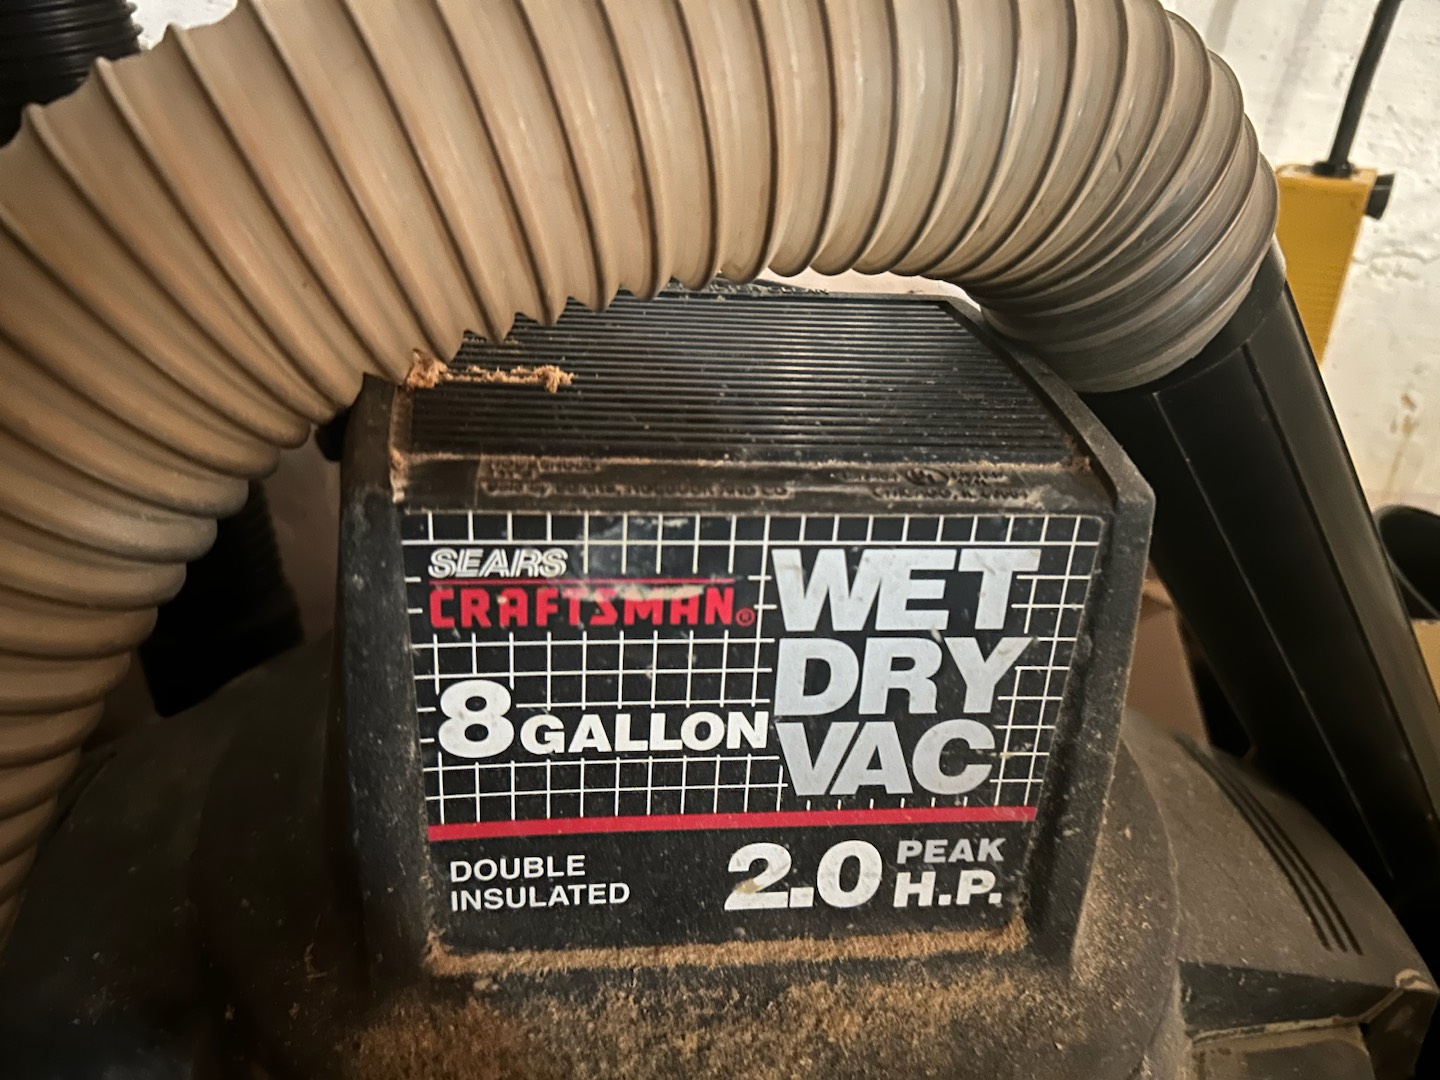 SEARS
CRAFTSMAN®
8 GALLON
WET
DRY
VAC
DOUBLE
INSULATED
2.0 PEAK
H.P.